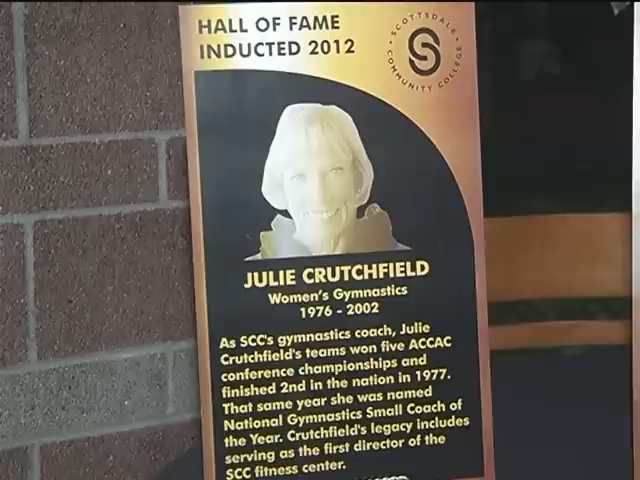 HALL OF FAME
INDUCTED 2012
SCOTTSDALE
COMMUNITY COLLEGE
JULIE CRUTCHFIELD
Women's Gymnastics
1976 - 2002
As SCC's gymnastics coach, Julie
Crutchfield's teams won five ACCAC
conference championships and
finished 2nd in the nation in 1977.
That same year she was named
National Gymnastics Small Coach of
the Year. Crutchfield's legacy includes
serving as the first director of the
SCC fitness center.